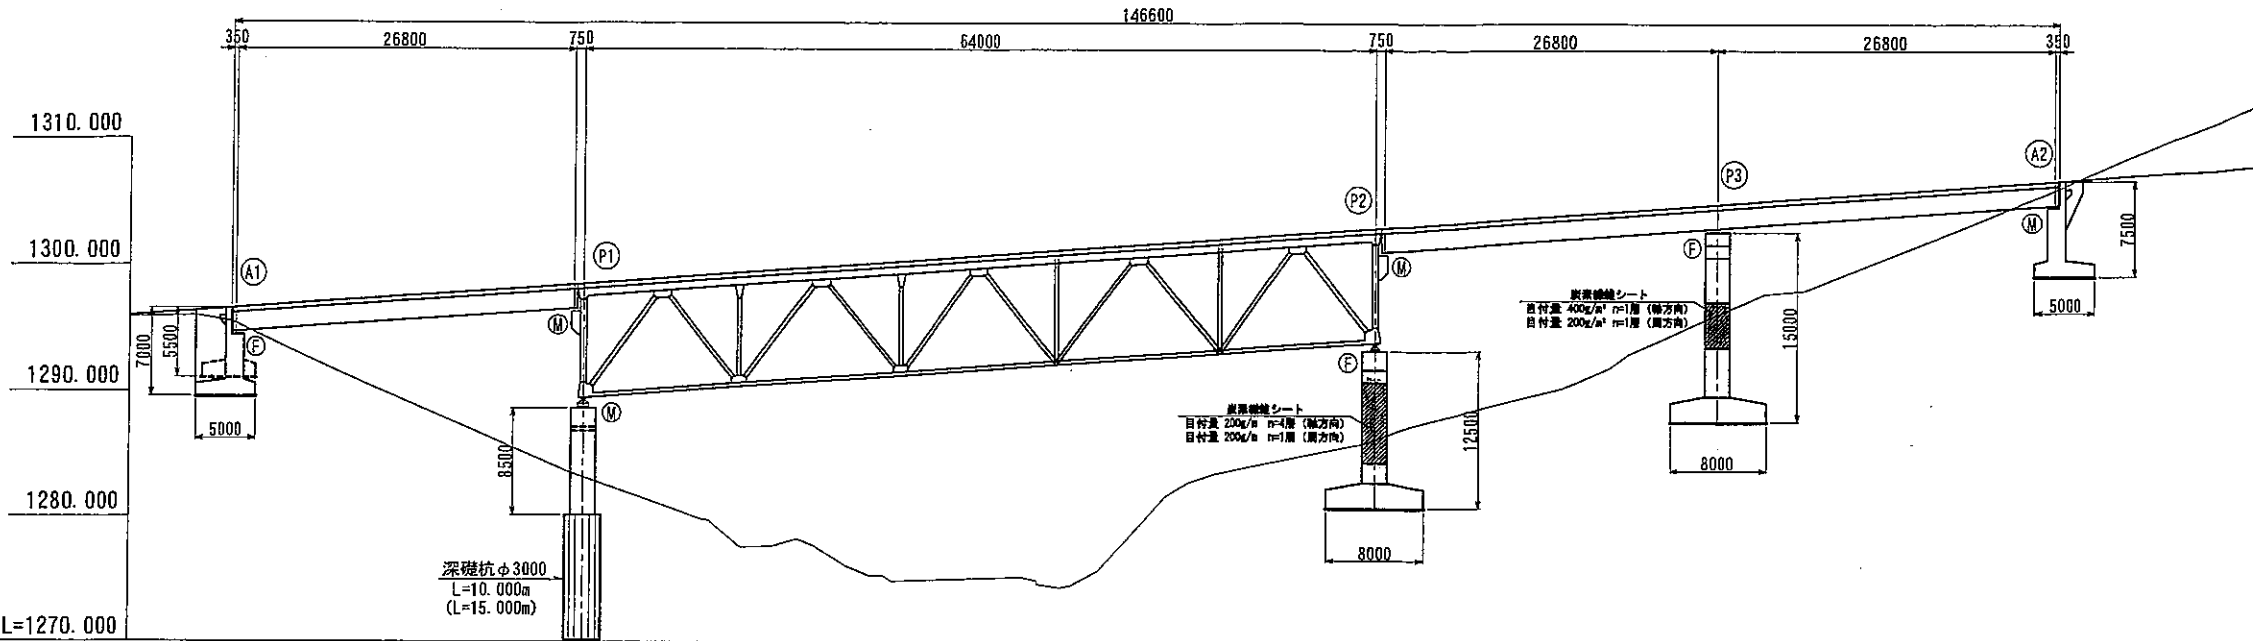 146600
350
26800
750
64000
750
26800
26800
350
1310.000
1300.000
1290.000
1280.000
L=1270.000
A1
P1
P2
P3
A2
F
M
M
F
M
F
M
7000
5500
5000
8500
深礎杭φ3000
L=10.000m
(L=15.000m)
炭素繊維シート
目付量 200g/m n=4層 (軸方向)
目付量 200g/m n=1層 (周方向)
12500
8000
炭素繊維シート
目付量 400g/m² n=1層 (軸方向)
目付量 200g/m² n=1層 (周方向)
15000
8000
7500
5000